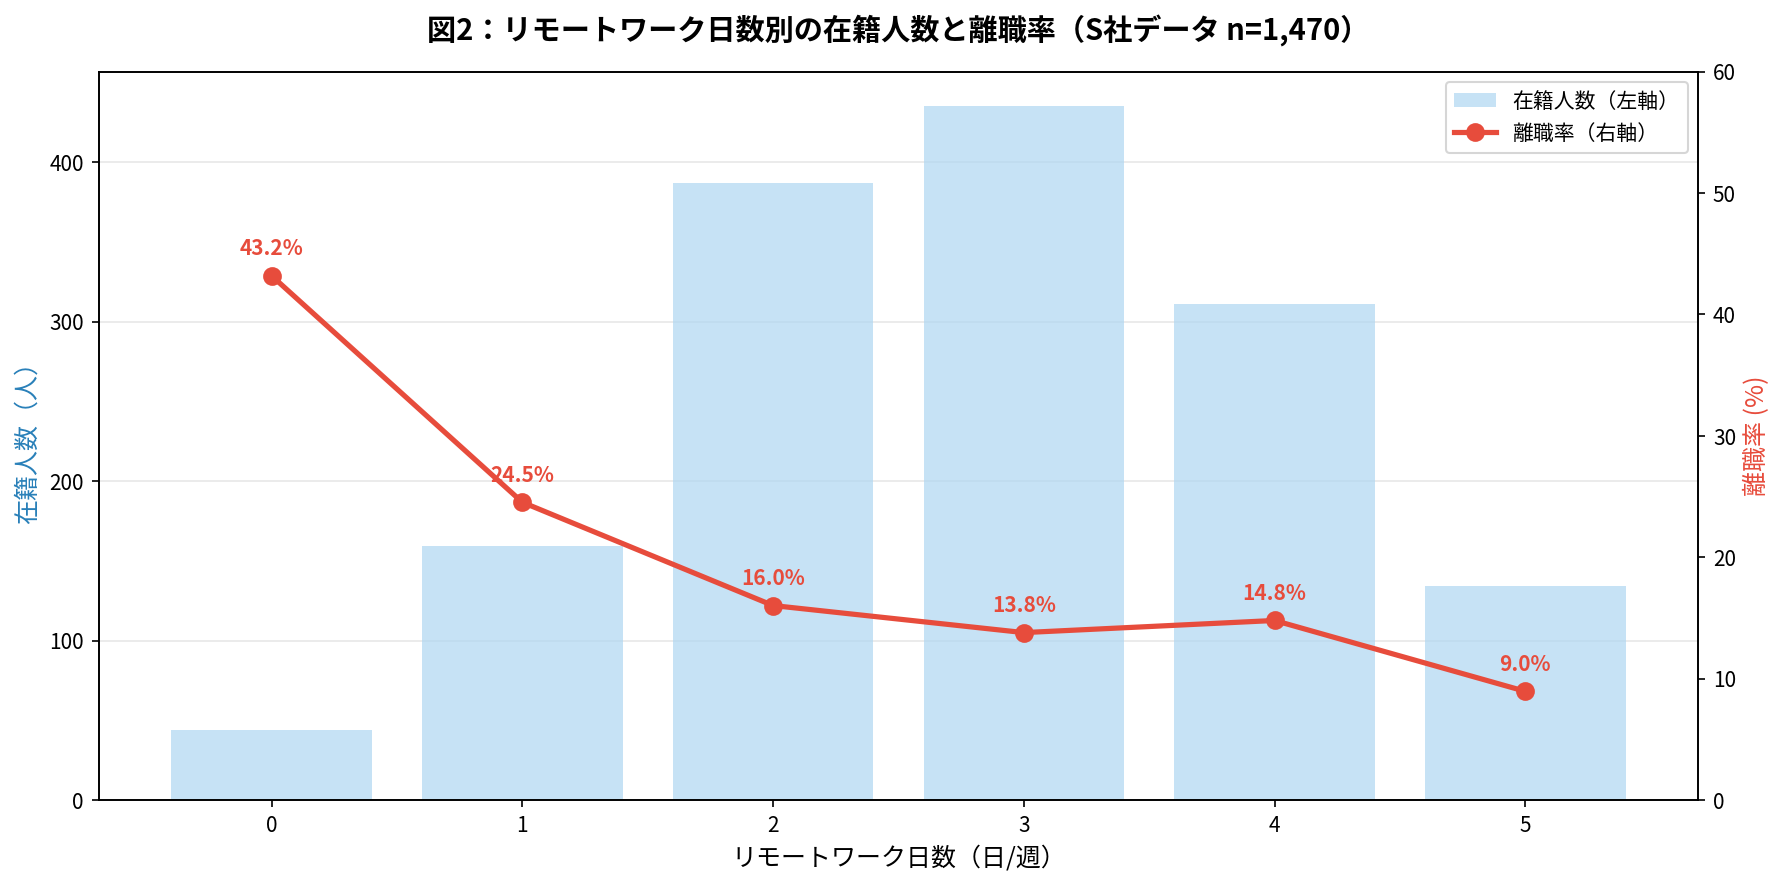 図2：リモートワーク日数別の在籍人数と離職率（S社データ n=1,470）
在籍人数（左軸）
離職率（右軸）
在籍人数（人）
400
300
200
100
0
60
50
40
30
20
10
0
離職率 (%)
43.2%
24.5%
16.0%
13.8%
14.8%
9.0%
0 1 2 3 4 5
リモートワーク日数（日/週）